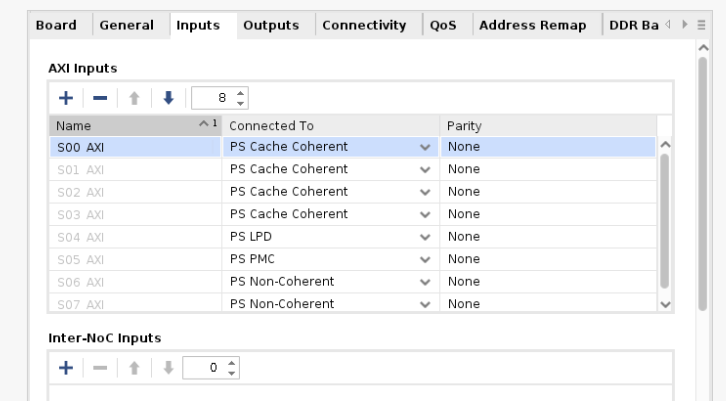 Board General Inputs Outputs Connectivity QoS Address Remap DDR Ba
AXI Inputs
8
Name 1 Connected To Parity
S00 AXI PS Cache Coherent None
S01 AXI PS Cache Coherent None
S02 AXI PS Cache Coherent None
S03 AXI PS Cache Coherent None
S04 AXI PS LPD None
S05 AXI PS PMC None
S06 AXI PS Non-Coherent None
S07 AXI PS Non-Coherent None
Inter-NoC Inputs
0